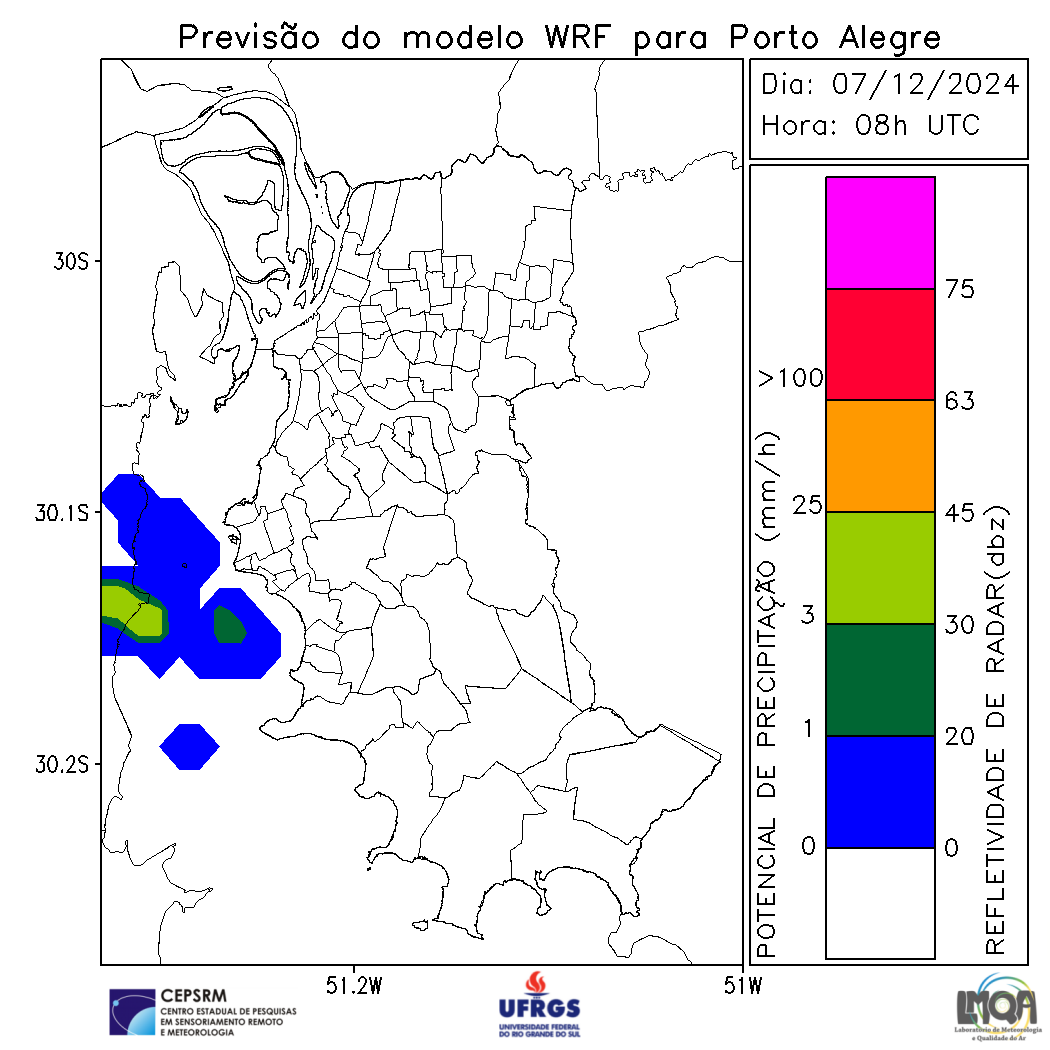 Previsão do modelo WRF para Porto Alegre
Dia: 07/12/2024
Hora: 08h UTC
30S
30.1S
30.2S
51.2W
51W
POTENCIAL DE PRECIPITAÇÃO (mm/h)
>100
25
3
1
0
75
63
45
30
20
0
REFLETIVIDADE DE RADAR(dbz)
CEPSRM
CENTRO ESTADUAL DE PESQUISAS
EM SENSORIAMENTO REMOTO
E METEOROLOGIA
UFRGS
UNIVERSIDADE FEDERAL
DO RIO GRANDE DO SUL
LMQA
Laboratório de Meteorologia
e Qualidade do Ar